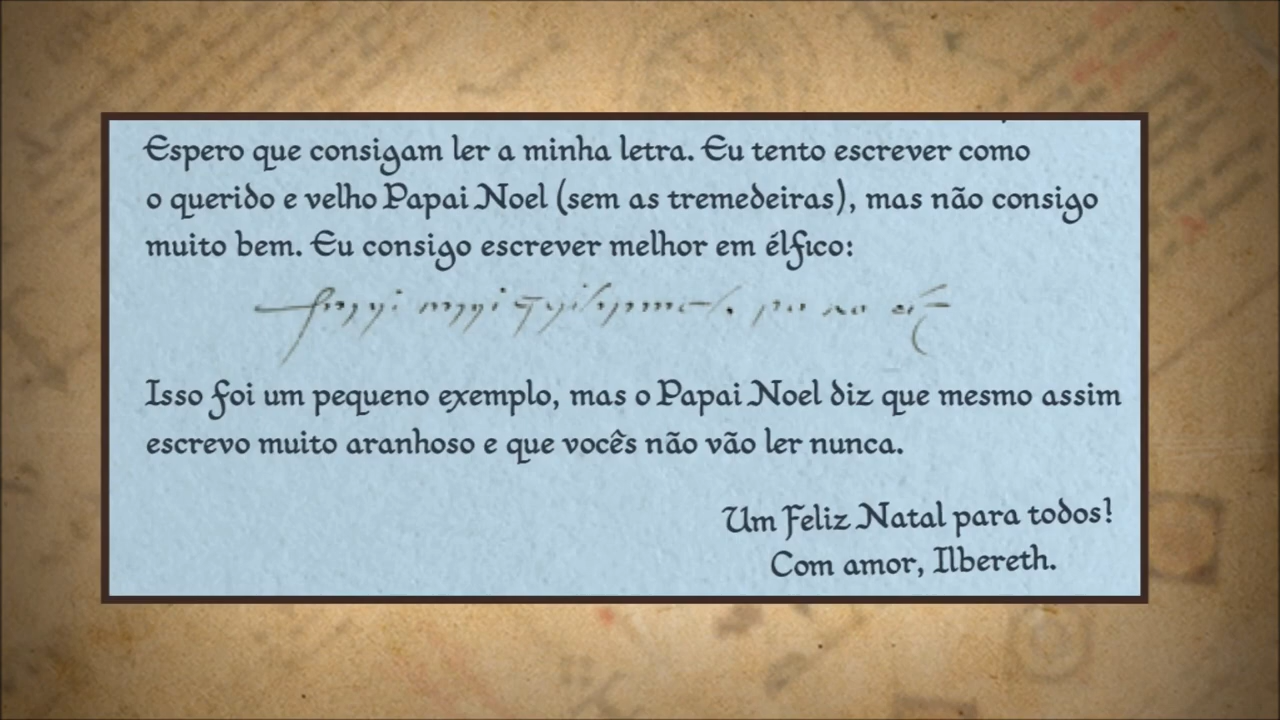 Espero que consigam ler a minha letra. Eu tento escrever como
o querido e velho Papai Noel (sem as tremedeiras), mas não consigo
muito bem. Eu consigo escrever melhor em élfico:
Isso foi um pequeno exemplo, mas o Papai Noel diz que mesmo assim
escrevo muito aranhoso e que vocês não vão ler nunca.
Um Feliz Natal para todos!
Com amor, Ilbereth.